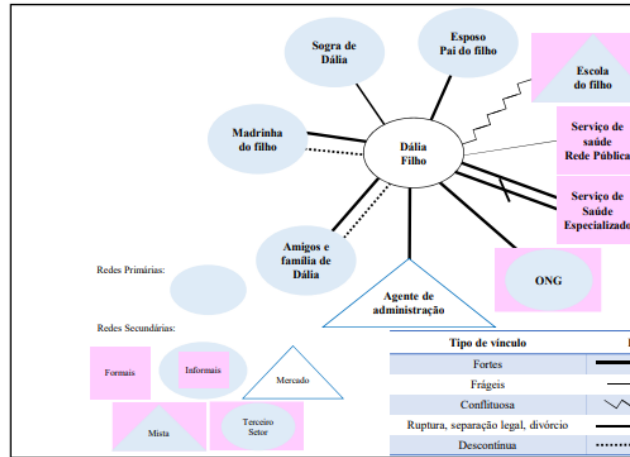 Sogra de
Dália
Esposo
Pai do filho
Escola
do filho
Madrinha
do filho
Dália
Filho
Serviço de
saúde
Rede Pública
Serviço de
Saúde
Especializado
Amigos e
família de
Dália
ONG
Agente de
administração
Redes Primárias:
Redes Secundárias:
Formais
Informais
Mercado
Mista
Terceiro
Setor
Tipo de vínculo
Fortes
Frágeis
Conflituosa
Ruptura, separação legal, divórcio
Descontínua